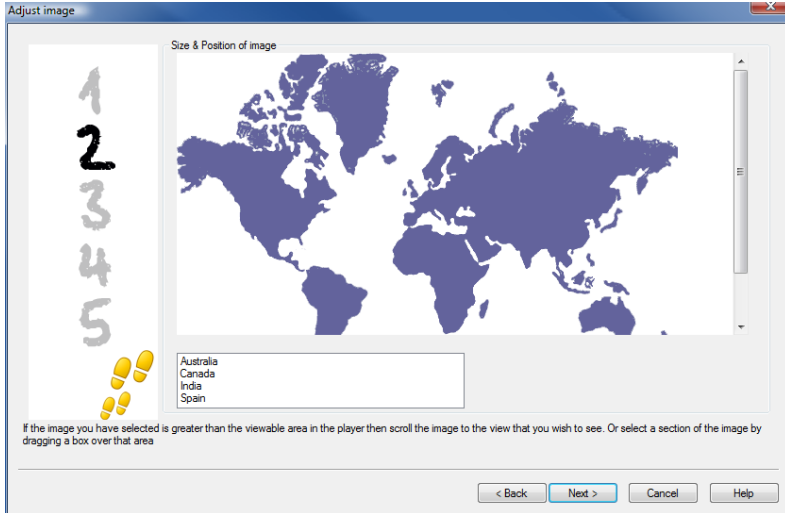 Adjust image
Size & Position of image
1
2
3
4
5
Australia
Canada
India
Spain
If the image you have selected is greater than the viewable area in the player then scroll the image to the view that you wish to see. Or select a section of the image by
dragging a box over that area
< Back
Next >
Cancel
Help